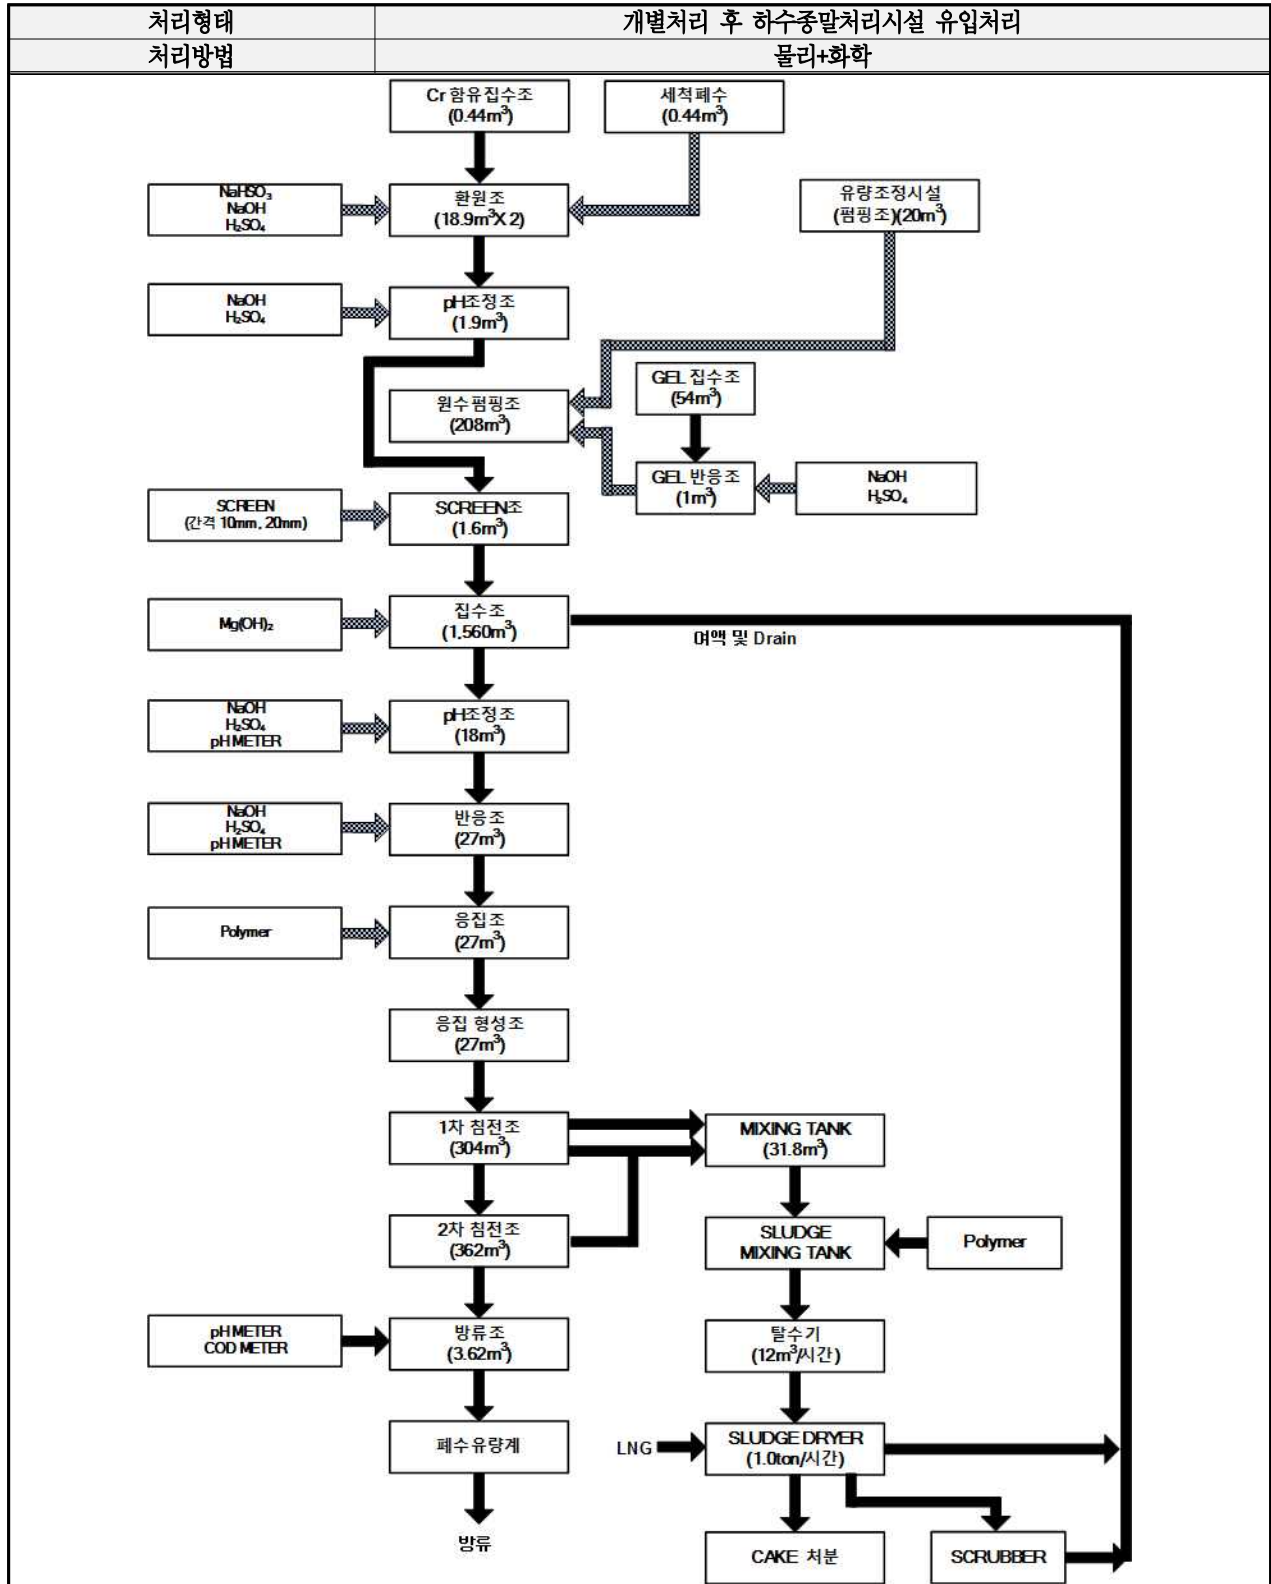 처리형태
개별처리 후 하수종말처리시설 유입처리
처리방법
물리+화학
Cr 함유집수조
(0.44m³)
세척폐수
(0.44m³)
NaHSO₃
NaOH
H₂SO₄
환원조
(18.9m³X 2)
유량조정시설
(펌핑조)(20m³)
NaOH
H₂SO₄
pH조정조
(1.9m³)
원수펌핑조
(208m³)
GEL 집수조
(54m³)
GEL 반응조
(1m³)
NaOH
H₂SO₄
SCREEN
(간격 10mm, 20mm)
SCREEN조
(1.6m³)
Mg(OH)₂
집수조
(1,560m³)
여액 및 Drain
NaOH
H₂SO₄
pH METER
pH조정조
(18m³)
NaOH
H₂SO₄
pH METER
반응조
(27m³)
Polymer
응집조
(27m³)
응집 형성조
(27m³)
1차 침전조
(304m³)
MIXING TANK
(31.8m³)
2차 침전조
(362m³)
SLUDGE
MIXING TANK
Polymer
pH METER
COD METER
방류조
(3.62m³)
탈수기
(12m³/시간)
폐수유량계
LNG
SLUDGE DRYER
(1.0ton/시간)
방류
CAKE 처분
SCRUBBER